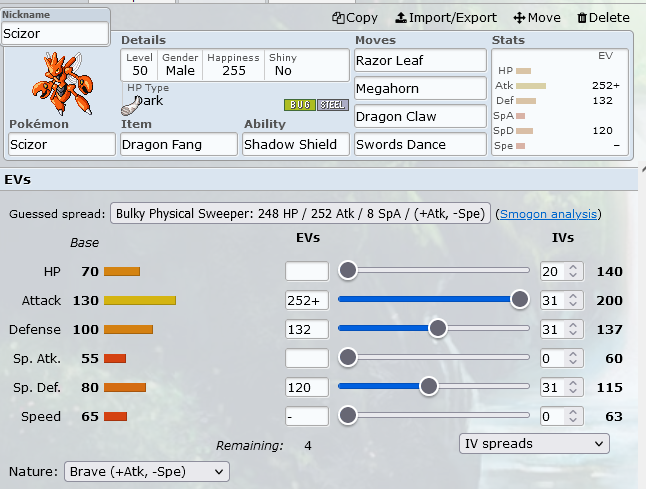 Nickname
Copy Import/Export Move Delete
Scizor
Details
Moves
Stats
Level Gender Happiness Shiny
50 Male 255 No
HP Type
Dark
BUG STEEL
Razor Leaf
Megahorn
Dragon Claw
Swords Dance
EV
HP
Atk 252+
Def 132
SpA
SpD 120
Spe –
Pokémon Item Ability
Scizor Dragon Fang Shadow Shield
EVs
Guessed spread: Bulky Physical Sweeper: 248 HP / 252 Atk / 8 SpA / (+Atk, -Spe) (Smogon analysis)
Base EVs IVs
HP 70 20 140
Attack 130 252+ 31 200
Defense 100 132 31 137
Sp. Atk. 55 0 60
Sp. Def. 80 120 31 115
Speed 65 - 0 63
Remaining: 4 IV spreads
Nature: Brave (+Atk, -Spe)